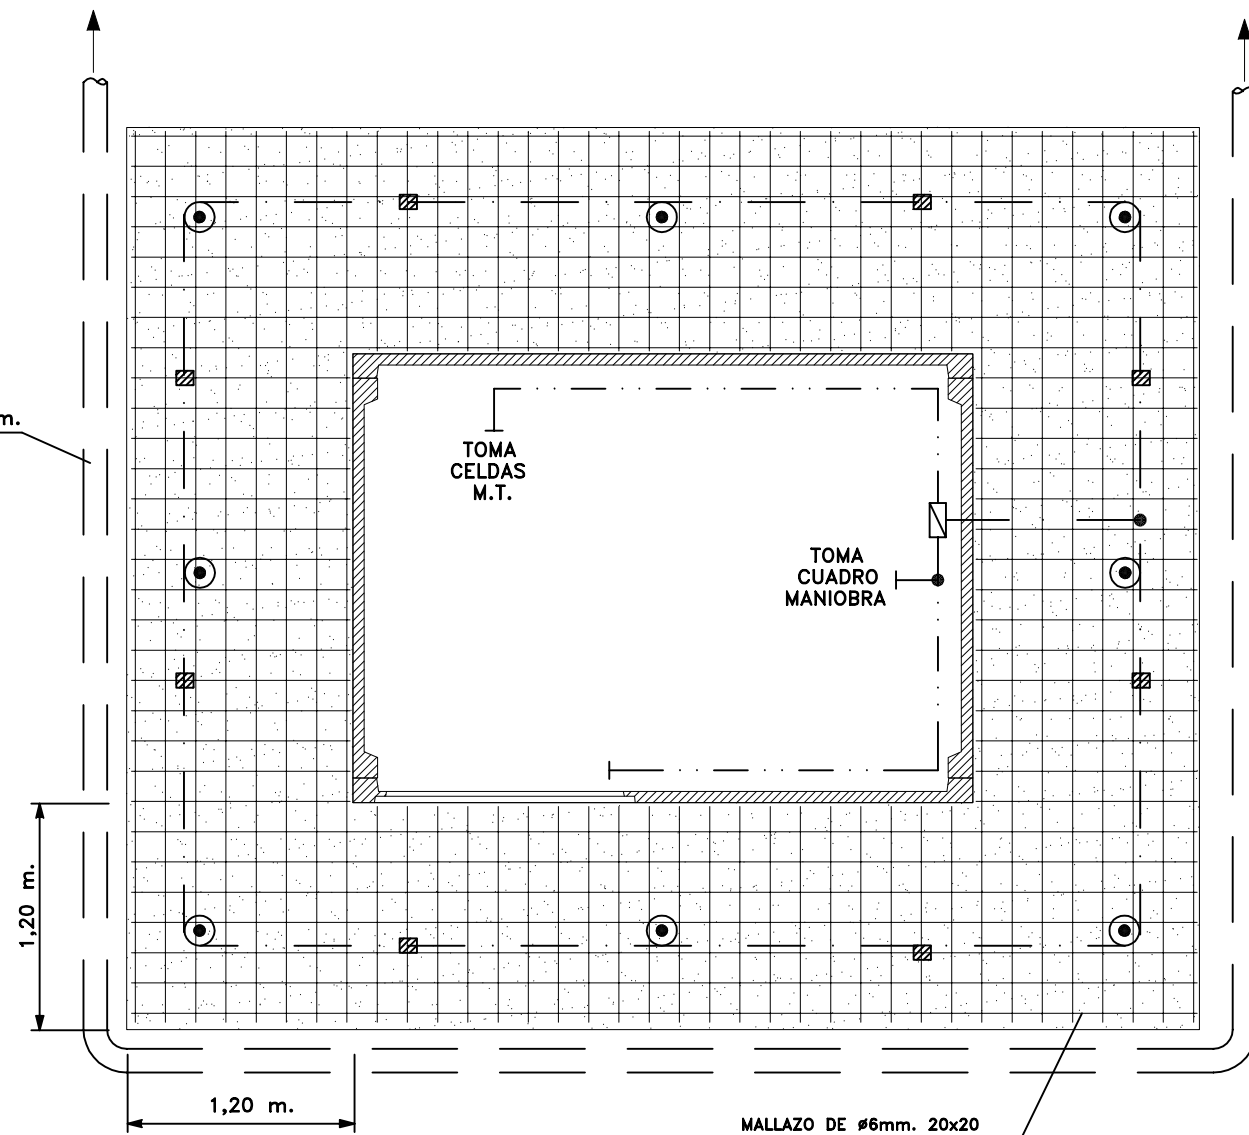 m.
TOMA
CELDAS
M.T.
TOMA
CUADRO
MANIOBRA
1,20 m.
1,20 m.
MALLAZO DE ø6mm. 20x20